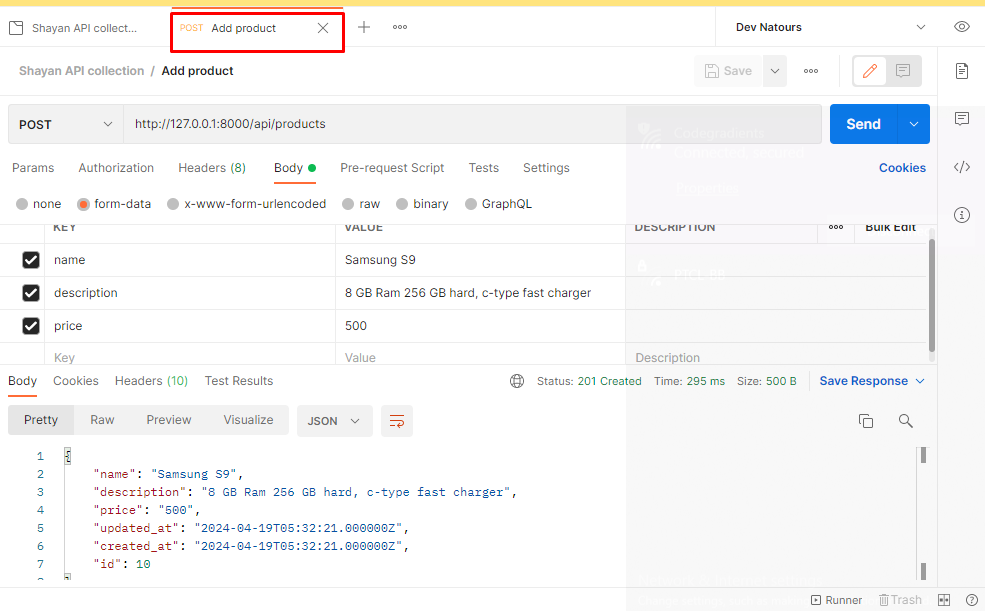 Shayan API collect... POST Add product Dev Natours
Shayan API collection / Add product Save
POST http://127.0.0.1:8000/api/products Send
Params Authorization Headers (8) Body Pre-request Script Tests Settings Cookies
none form-data x-www-form-urlencoded raw binary GraphQL
KEY VALUE DESCRIPTION Bulk Edit
name Samsung S9
description 8 GB Ram 256 GB hard, c-type fast charger
price 500
Key Value Description
Body Cookies Headers (10) Test Results Status: 201 Created Time: 295 ms Size: 500 B Save Response
Pretty Raw Preview Visualize JSON
1 {
2 "name": "Samsung S9",
3 "description": "8 GB Ram 256 GB hard, c-type fast charger",
4 "price": "500",
5 "updated_at": "2024-04-19T05:32:21.000000Z",
6 "created_at": "2024-04-19T05:32:21.000000Z",
7 "id": 10
8 }
Runner Trash